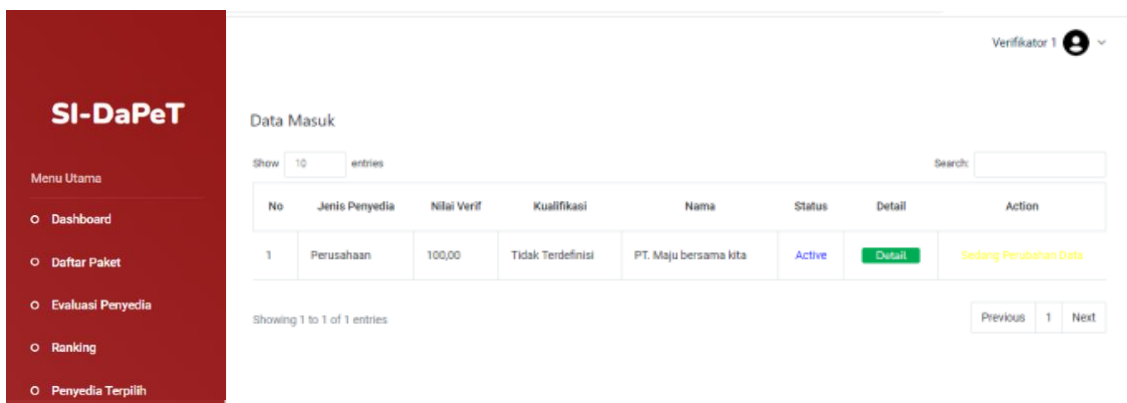 Verifikator 1
SI-DaPeT
Menu Utama
Dashboard
Daftar Paket
Evaluasi Penyedia
Ranking
Penyedia Terpilih
Data Masuk
Show 10 entries
Search:
No Jenis Penyedia Nilai Verif Kualifikasi Nama Status Detail Action
1 Perusahaan 100,00 Tidak Terdefinisi PT. Maju bersama kita Active Detail Sedang Perubahan Data
Showing 1 to 1 of 1 entries
Previous 1 Next